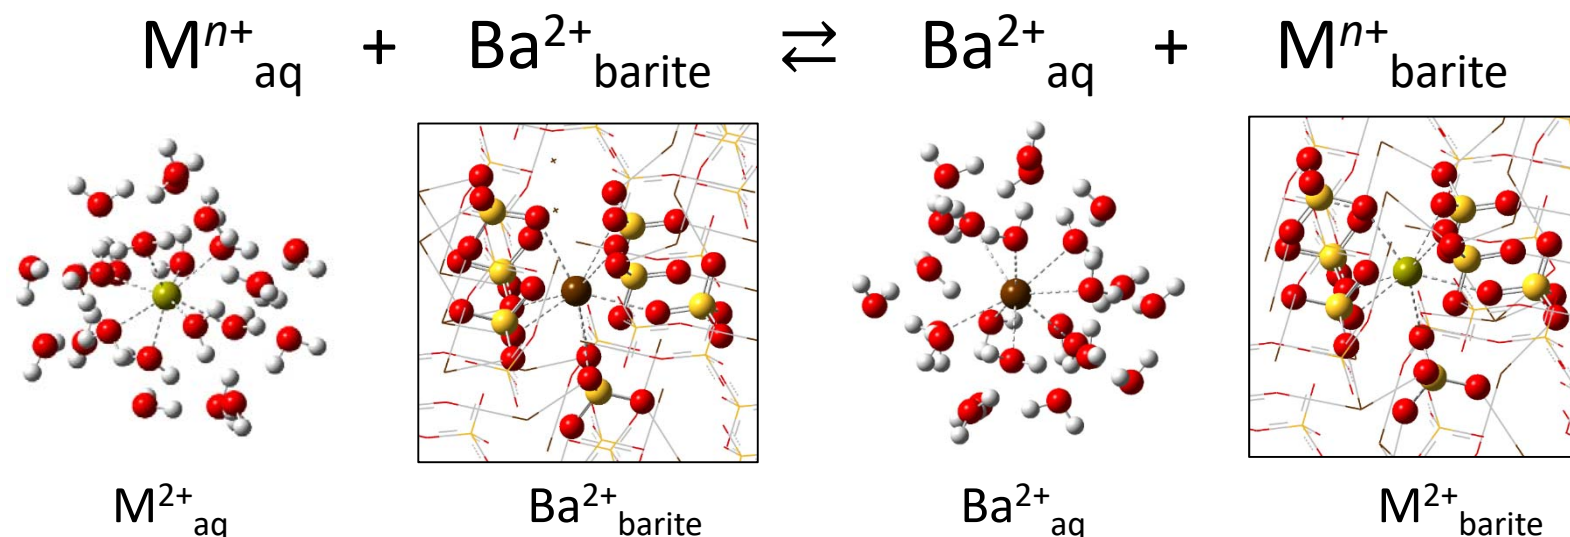 Mⁿ⁺aq + Ba²⁺barite ⇄ Ba²⁺aq + Mⁿ⁺barite
M²⁺aq Ba²⁺barite Ba²⁺aq M²⁺barite